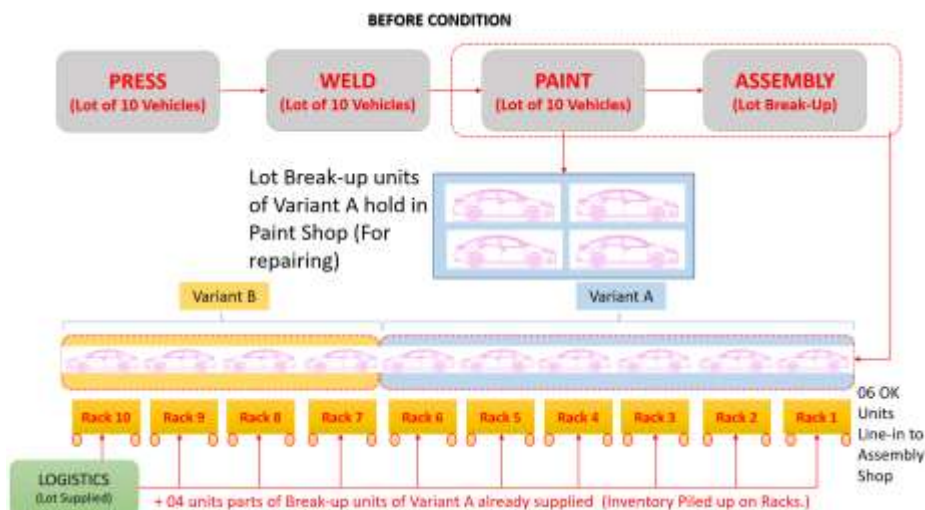 BEFORE CONDITION
PRESS
(Lot of 10 Vehicles)
WELD
(Lot of 10 Vehicles)
PAINT
(Lot of 10 Vehicles)
ASSEMBLY
(Lot Break-Up)
Lot Break-up units
of Variant A hold in
Paint Shop (For
repairing)
Variant B
Variant A
Rack 10
Rack 9
Rack 8
Rack 7
Rack 6
Rack 5
Rack 4
Rack 3
Rack 2
Rack 1
06 OK
Units
Line-in to
Assembly
Shop
LOGISTICS
(Lot Supplied)
+ 04 units parts of Break-up units of Variant A already supplied (Inventory Piled up on Racks.)